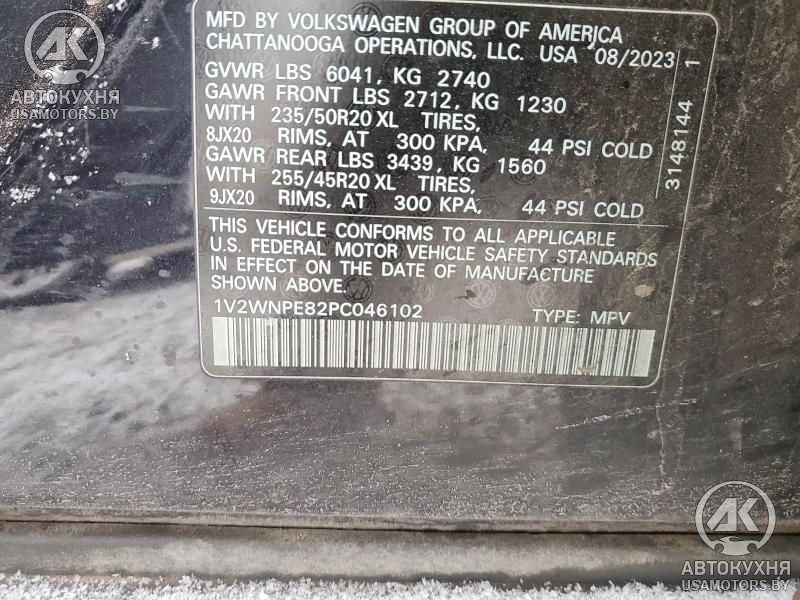 MFD BY VOLKSWAGEN GROUP OF AMERICA
CHATTANOOGA OPERATIONS, LLC. USA 08/2023
GVWR LBS 6041, KG 2740
GAWR FRONT LBS 2712, KG 1230
WITH 235/50R20 XL TIRES,
8JX20 RIMS, AT 300 KPA, 44 PSI COLD
GAWR REAR LBS 3439, KG 1560
WITH 255/45R20 XL TIRES,
9JX20 RIMS, AT 300 KPA, 44 PSI COLD
THIS VEHICLE CONFORMS TO ALL APPLICABLE
U.S. FEDERAL MOTOR VEHICLE SAFETY STANDARDS
IN EFFECT ON THE DATE OF MANUFACTURE
SHOWN ABOVE.
1V2WNPE82PC046102 TYPE: MPV
3148144 1
АК
АВТОКУХНЯ
USAMOTORS.BY
АК
АВТОКУХНЯ
USAMOTORS.BY